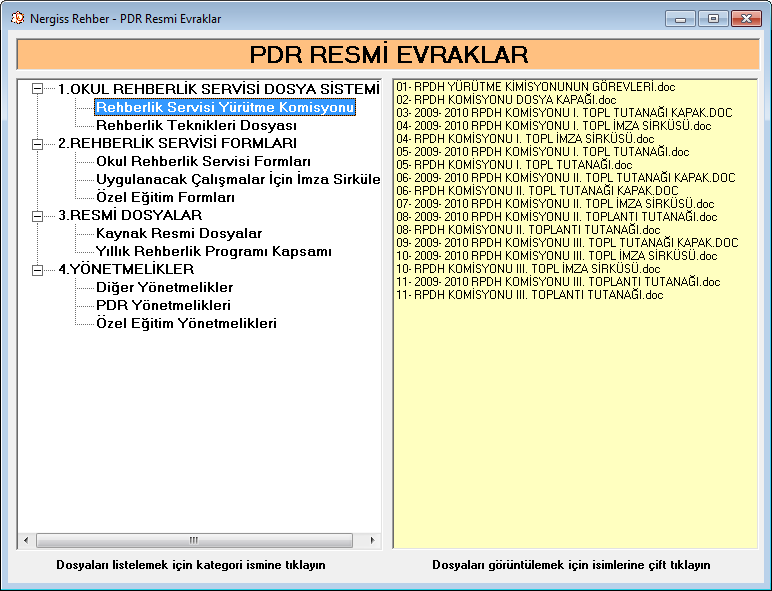 Nergiss Rehber - PDR Resmi Evraklar
PDR RESMİ EVRAKLAR
1.OKUL REHBERLİK SERVİSİ DOSYA SİSTEMİ
Rehberlik Servisi Yürütme Komisyonu
Rehberlik Teknikleri Dosyası
2.REHBERLİK SERVİSİ FORMLARI
Okul Rehberlik Servisi Formları
Uygulanacak Çalışmalar İçin İmza Sirküle
Özel Eğitim Formları
3.RESMİ DOSYALAR
Kaynak Resmi Dosyalar
Yıllık Rehberlik Programı Kapsamı
4.YÖNETMELİKLER
Diğer Yönetmelikler
PDR Yönetmelikleri
Özel Eğitim Yönetmelikleri
01- RPDH YÜRÜTME KİMİSYONUNUN GÖREVLERİ.doc
02- RPDH KOMİSYONU DOSYA KAPAĞI.doc
03- 2009- 2010 RPDH KOMİSYONU I. TOPL TUTANAĞI KAPAK.DOC
04- 2009- 2010 RPDH KOMİSYONU I. TOPL İMZA SİRKÜSÜ.doc
04- RPDH KOMİSYONU I. TOPL İMZA SİRKÜSÜ.doc
05- 2009- 2010 RPDH KOMİSYONU I. TOPL TUTANAĞI.doc
05- RPDH KOMİSYONU I. TOPL TUTANAĞI.doc
06- 2009- 2010 RPDH KOMİSYONU II. TOPL TUTANAĞI KAPAK.DOC
06- RPDH KOMİSYONU II. TOPL TUTANAĞI KAPAK.DOC
07- 2009- 2010 RPDH KOMİSYONU II. TOPL İMZA SİRKÜSÜ.doc
08- 2009- 2010 RPDH KOMİSYONU II. TOPLANTI TUTANAĞI.doc
08- RPDH KOMİSYONU II. TOPLANTI TUTANAĞI.doc
09- 2009- 2010 RPDH KOMİSYONU III. TOPL TUTANAĞI KAPAK.DOC
10- 2009- 2010 RPDH KOMİSYONU III. TOPL İMZA SİRKÜSÜ.doc
10- RPDH KOMİSYONU III. TOPL İMZA SİRKÜSÜ.doc
11- 2009- 2010 RPDH KOMİSYONU III. TOPLANTI TUTANAĞI.doc
11- RPDH KOMİSYONU III. TOPLANTI TUTANAĞI.doc
Dosyaları listelemek için kategori ismine tıklayın
Dosyaları görüntülemek için isimlerine çift tıklayın